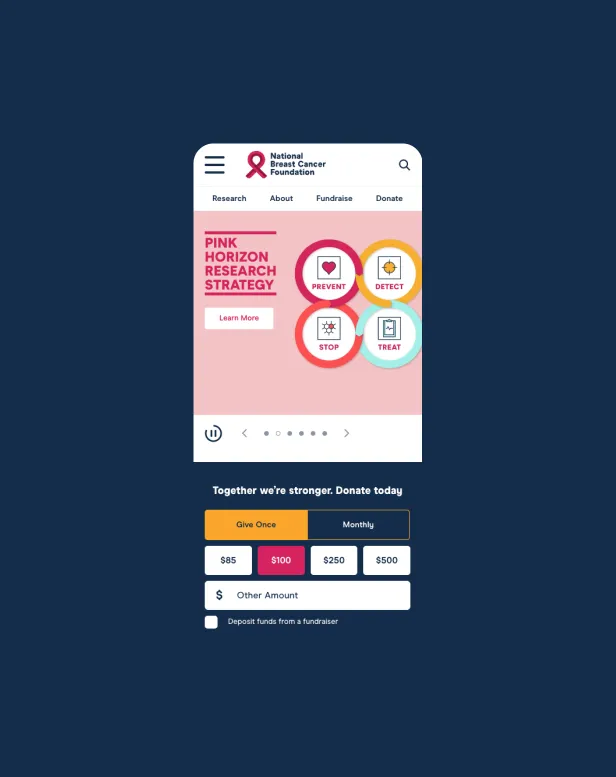 National
Breast Cancer
Foundation
Research About Fundraise Donate
PINK
HORIZON
RESEARCH
STRATEGY
Learn More
PREVENT
DETECT
STOP
TREAT
Together we're stronger. Donate today
Give Once Monthly
$85 $100 $250 $500
$ Other Amount
Deposit funds from a fundraiser